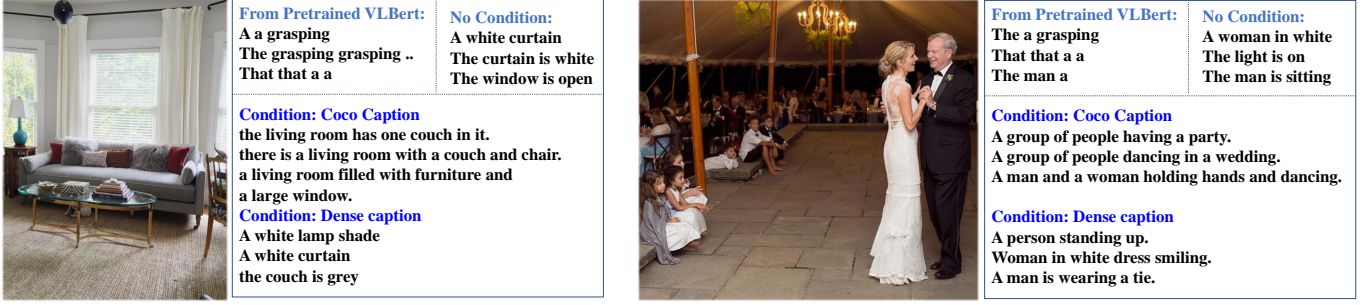 From Pretrained VLBert:
A a grasping
The grasping grasping ..
That that a a
No Condition:
A white curtain
The curtain is white
The window is open
Condition: Coco Caption
the living room has one couch in it.
there is a living room with a couch and chair.
a living room filled with furniture and
a large window.
Condition: Dense caption
A white lamp shade
A white curtain
the couch is grey
From Pretrained VLBert:
The a grasping
That that a a
The man a
No Condition:
A woman in white
The light is on
The man is sitting
Condition: Coco Caption
A group of people having a party.
A group of people dancing in a wedding.
A man and a woman holding hands and dancing.
Condition: Dense caption
A person standing up.
Woman in white dress smiling.
A man is wearing a tie.